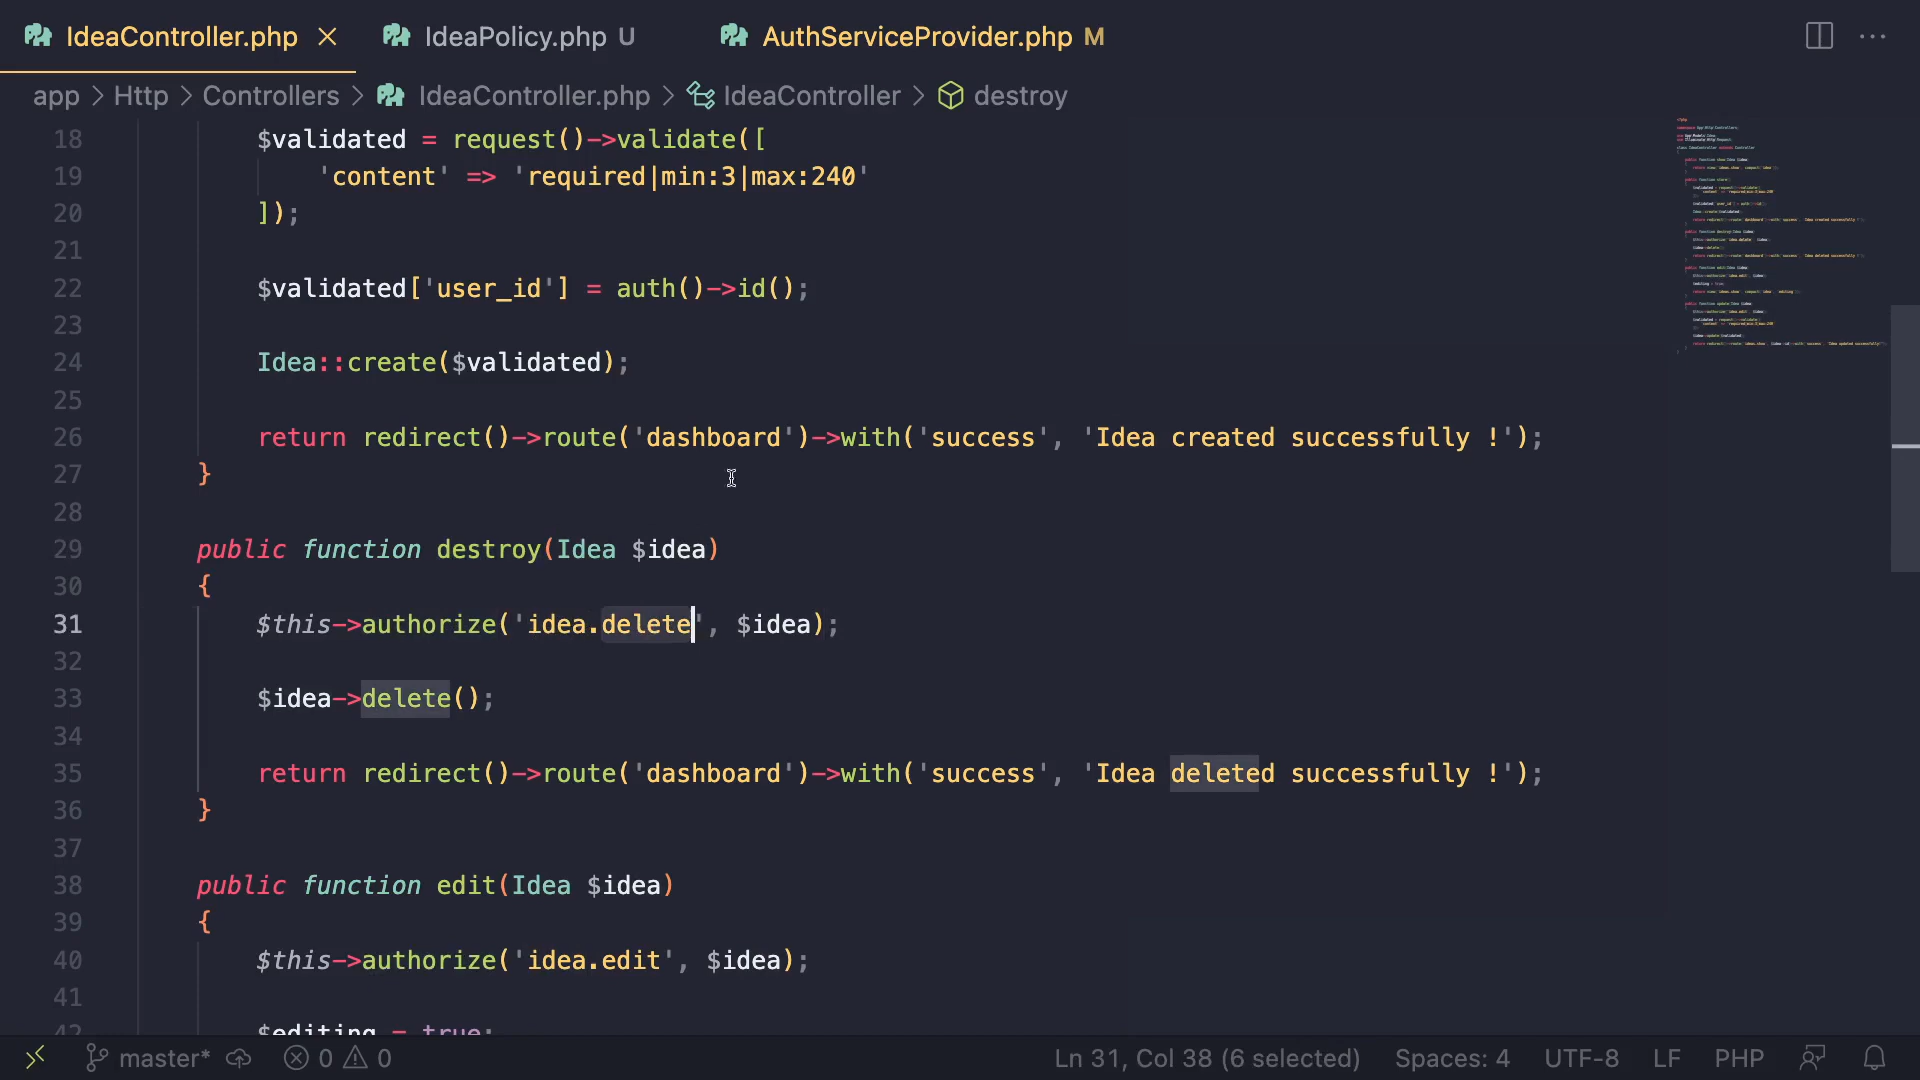 IdeaController.php
IdeaPolicy.php U
AuthServiceProvider.php M
app > Http > Controllers > IdeaController.php > IdeaController > destroy
18 $validated = request()->validate([
19 'content' => 'required|min:3|max:240'
20 ]);
21
22 $validated['user_id'] = auth()->id();
23
24 Idea::create($validated);
25
26 return redirect()->route('dashboard')->with('success', 'Idea created successfully !');
27 }
28
29 public function destroy(Idea $idea)
30 {
31 $this->authorize('idea.delete', $idea);
32
33 $idea->delete();
34
35 return redirect()->route('dashboard')->with('success', 'Idea deleted successfully !');
36 }
37
38 public function edit(Idea $idea)
39 {
40 $this->authorize('idea.edit', $idea);
41
42 $editing = true;
master* 0 0 Ln 31, Col 38 (6 selected) Spaces: 4 UTF-8 LF PHP